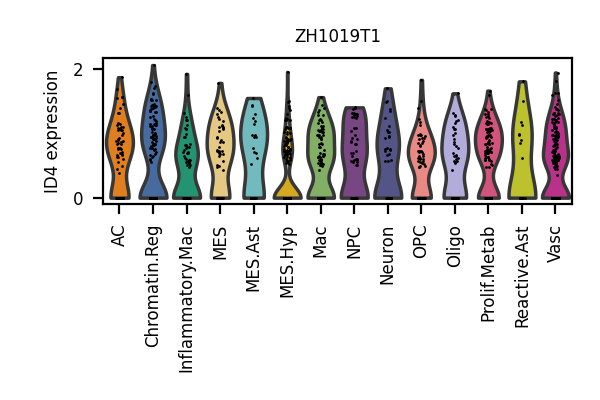 ZH1019T1
ID4 expression
2
0
AC
Chromatin.Reg
Inflammatory.Mac
MES
MES.Ast
MES.Hyp
Mac
NPC
Neuron
OPC
Oligo
Prolif.Metab
Reactive.Ast
Vasc